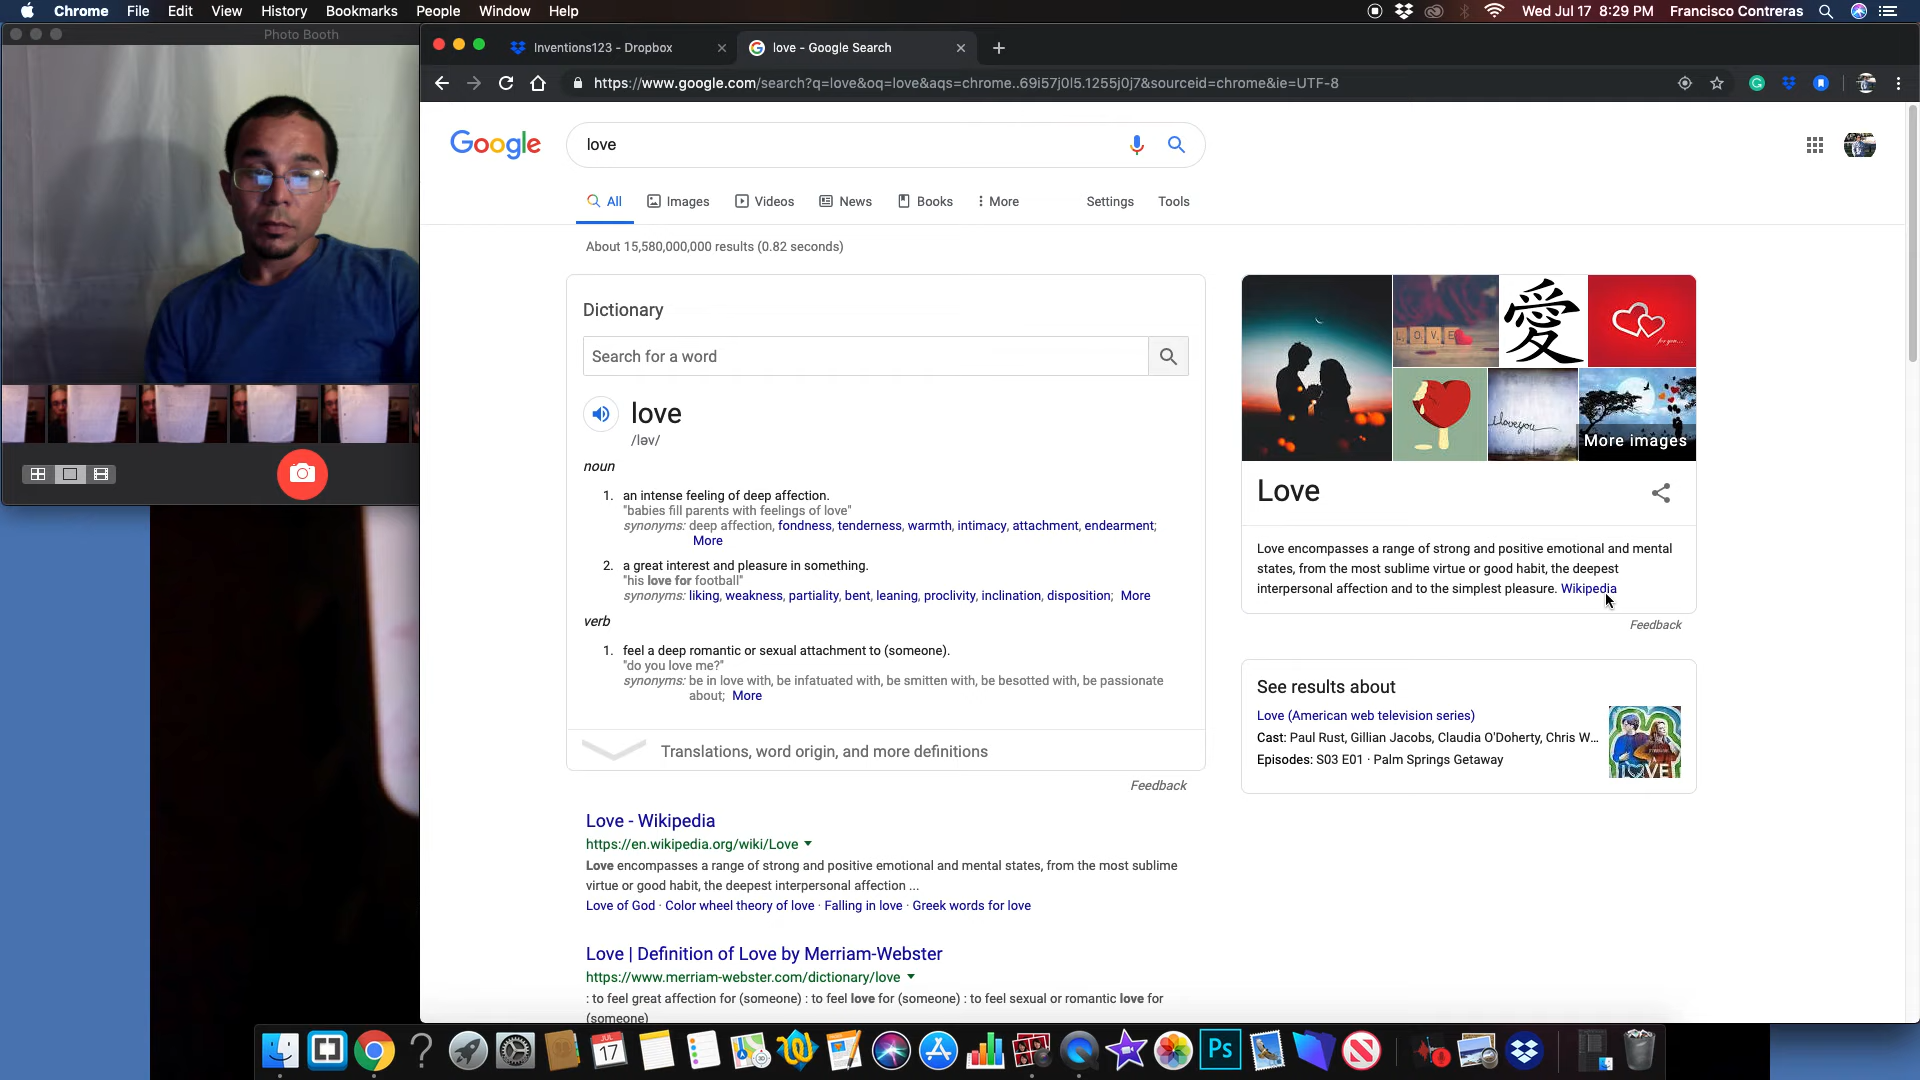 Chrome File Edit View History Bookmarks People Window Help
Wed Jul 17 8:29 PM Francisco Contreras
Photo Booth
Inventions123 - Dropbox
love - Google Search
https://www.google.com/search?q=love&oq=love&aqs=chrome..69i57j0l5.1255j0j7&sourceid=chrome&ie=UTF-8
Google
love
All Images Videos News Books More Settings Tools
About 15,580,000,000 results (0.82 seconds)
Dictionary
Search for a word
love
/ləv/
noun
1. an intense feeling of deep affection.
"babies fill parents with feelings of love"
synonyms: deep affection, fondness, tenderness, warmth, intimacy, attachment, endearment;
More
2. a great interest and pleasure in something.
"his love for football"
synonyms: liking, weakness, partiality, bent, leaning, proclivity, inclination, disposition; More
verb
1. feel a deep romantic or sexual attachment to (someone).
"do you love me?"
synonyms: be in love with, be infatuated with, be smitten with, be besotted with, be passionate
about; More
Translations, word origin, and more definitions
Feedback
Love - Wikipedia
https://en.wikipedia.org/wiki/Love
Love encompasses a range of strong and positive emotional and mental states, from the most sublime
virtue or good habit, the deepest interpersonal affection ...
Love of God · Color wheel theory of love · Falling in love · Greek words for love
Love | Definition of Love by Merriam-Webster
https://www.merriam-webster.com/dictionary/love
: to feel great affection for (someone) : to feel love for (someone) : to feel sexual or romantic love for
(someone)
LOVE
愛
for you...
i love you
More images
Love
Love encompasses a range of strong and positive emotional and mental
states, from the most sublime virtue or good habit, the deepest
interpersonal affection and to the simplest pleasure. Wikipedia
Feedback
See results about
Love (American web television series)
Cast: Paul Rust, Gillian Jacobs, Claudia O'Doherty, Chris W...
Episodes: S03 E01 · Palm Springs Getaway
LOVE
JUL
17
Ps